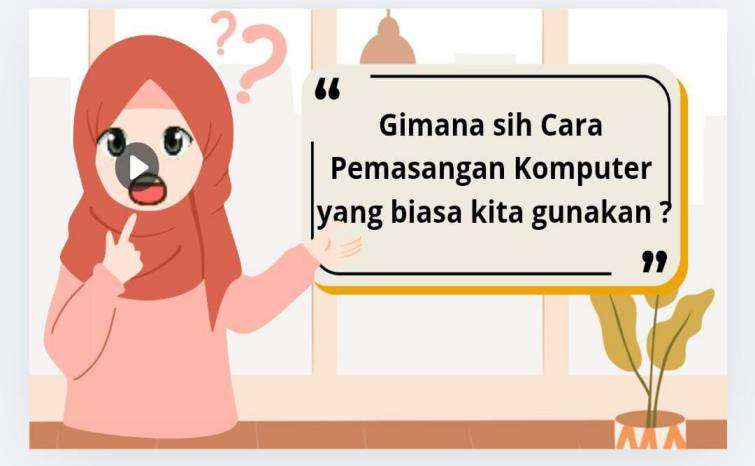 “
Gimana sih Cara
Pemasangan Komputer
yang biasa kita gunakan ?
”
??